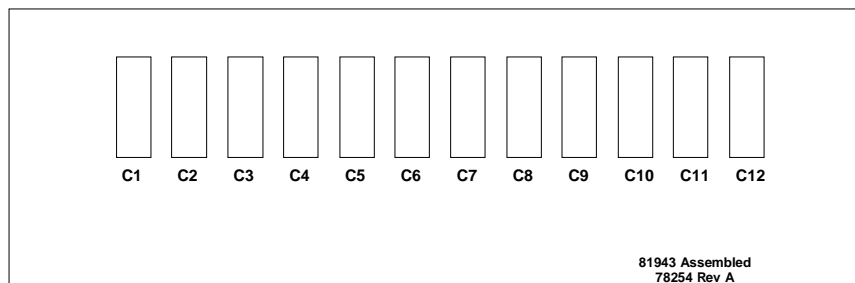 C1 C2 C3 C4 C5 C6 C7 C8 C9 C10 C11 C12
81943 Assembled
78254 Rev A